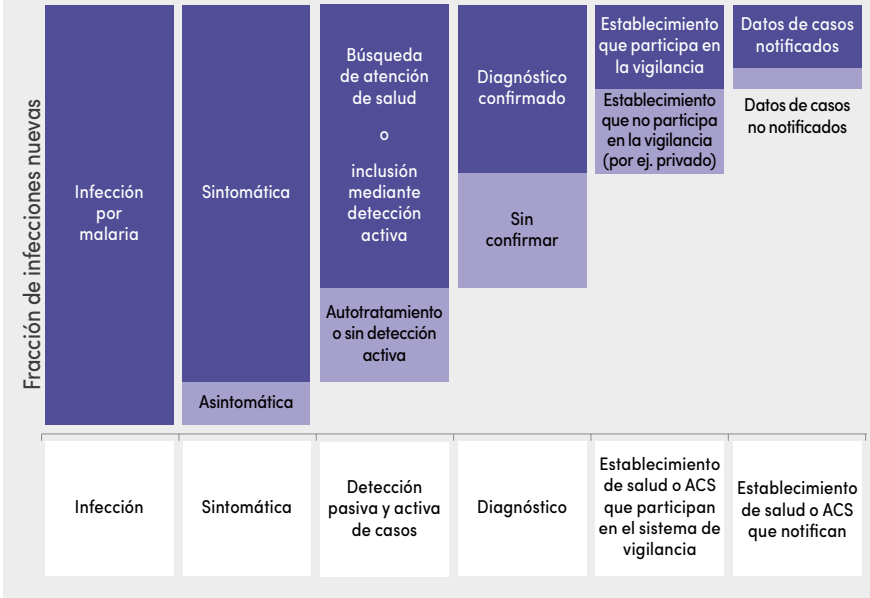 Fracción de infecciones nuevas
Infección
por
malaria
Sintomática
Asintomática
Búsqueda
de atención
de salud
o
inclusión
mediante
detección
activa
Autotratamiento
o sin detección
activa
Diagnóstico
confirmado
Sin
confirmar
Establecimiento
que participa en
la vigilancia
Establecimiento
que no participa
en la vigilancia
(por ej. privado)
Datos de casos
notificados
Datos de casos
no notificados
Infección
Sintomática
Detección
pasiva y activa
de casos
Diagnóstico
Establecimiento
de salud o ACS
que participan
en el sistema de
vigilancia
Establecimiento
de salud o ACS
que notifican